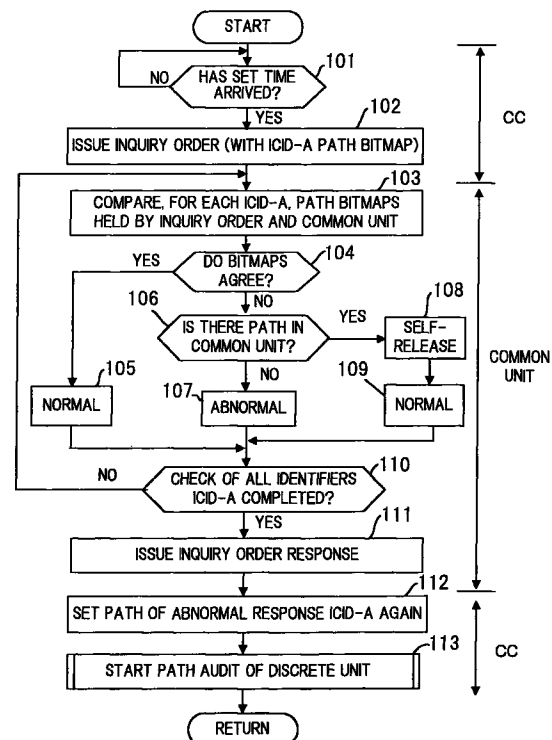 START
101
HAS SET TIME
ARRIVED?
NO
YES
102
ISSUE INQUIRY ORDER (WITH ICID-A PATH BITMAP)
CC
103
COMPARE, FOR EACH ICID-A, PATH BITMAPS
HELD BY INQUIRY ORDER AND COMMON UNIT
104
DO BITMAPS
AGREE?
YES
NO
106
IS THERE PATH IN
COMMON UNIT?
YES
108
SELF-
RELEASE
NO
105
NORMAL
107
ABNORMAL
109
NORMAL
COMMON
UNIT
110
CHECK OF ALL IDENTIFIERS
ICID-A COMPLETED?
NO
YES
111
ISSUE INQUIRY ORDER RESPONSE
112
SET PATH OF ABNORMAL RESPONSE ICID-A AGAIN
113
START PATH AUDIT OF DISCRETE UNIT
CC
RETURN